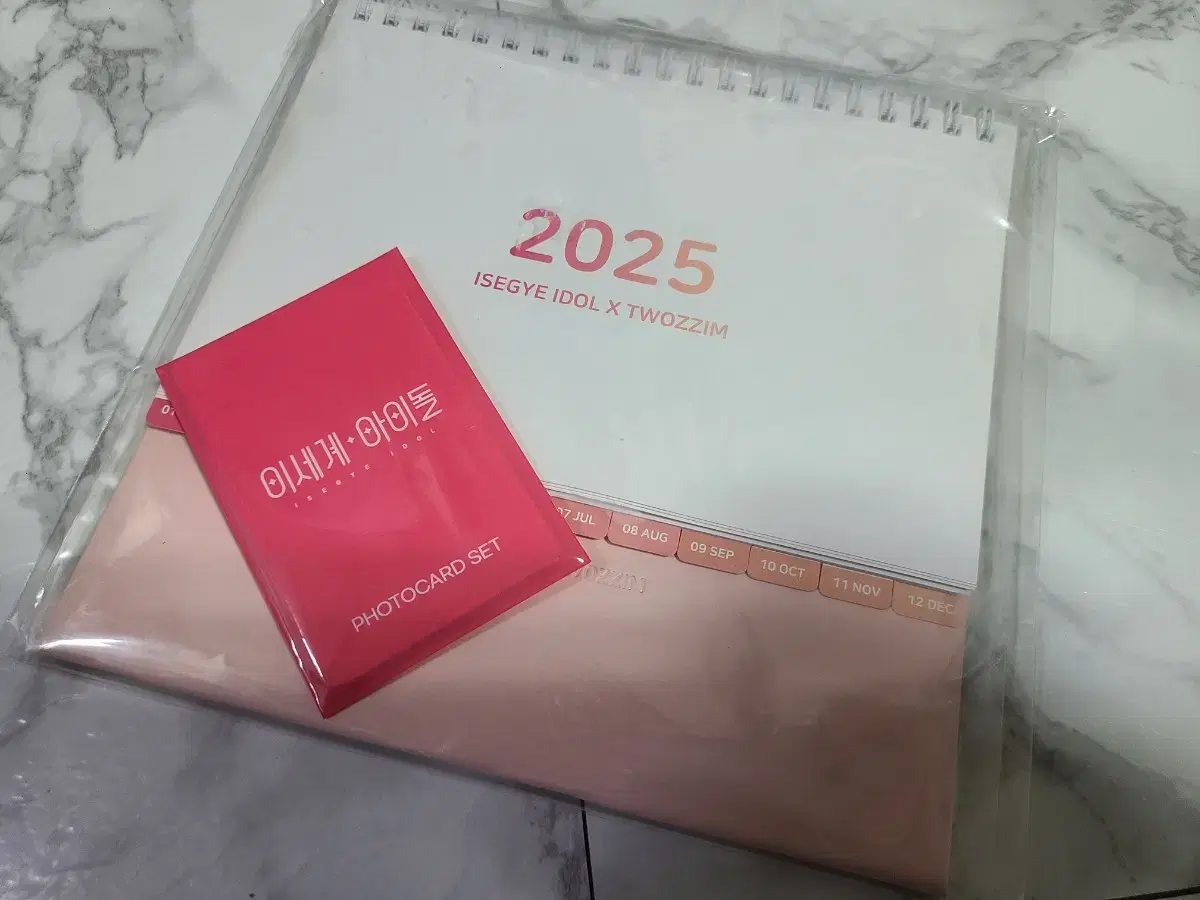 2025
ISEGYE IDOL X TWOZZIM
이세계 아이돌
ISEGYE IDOL
PHOTOCARD SET
07 JUL
08 AUG
09 SEP
10 OCT
11 NOV
12 DEC